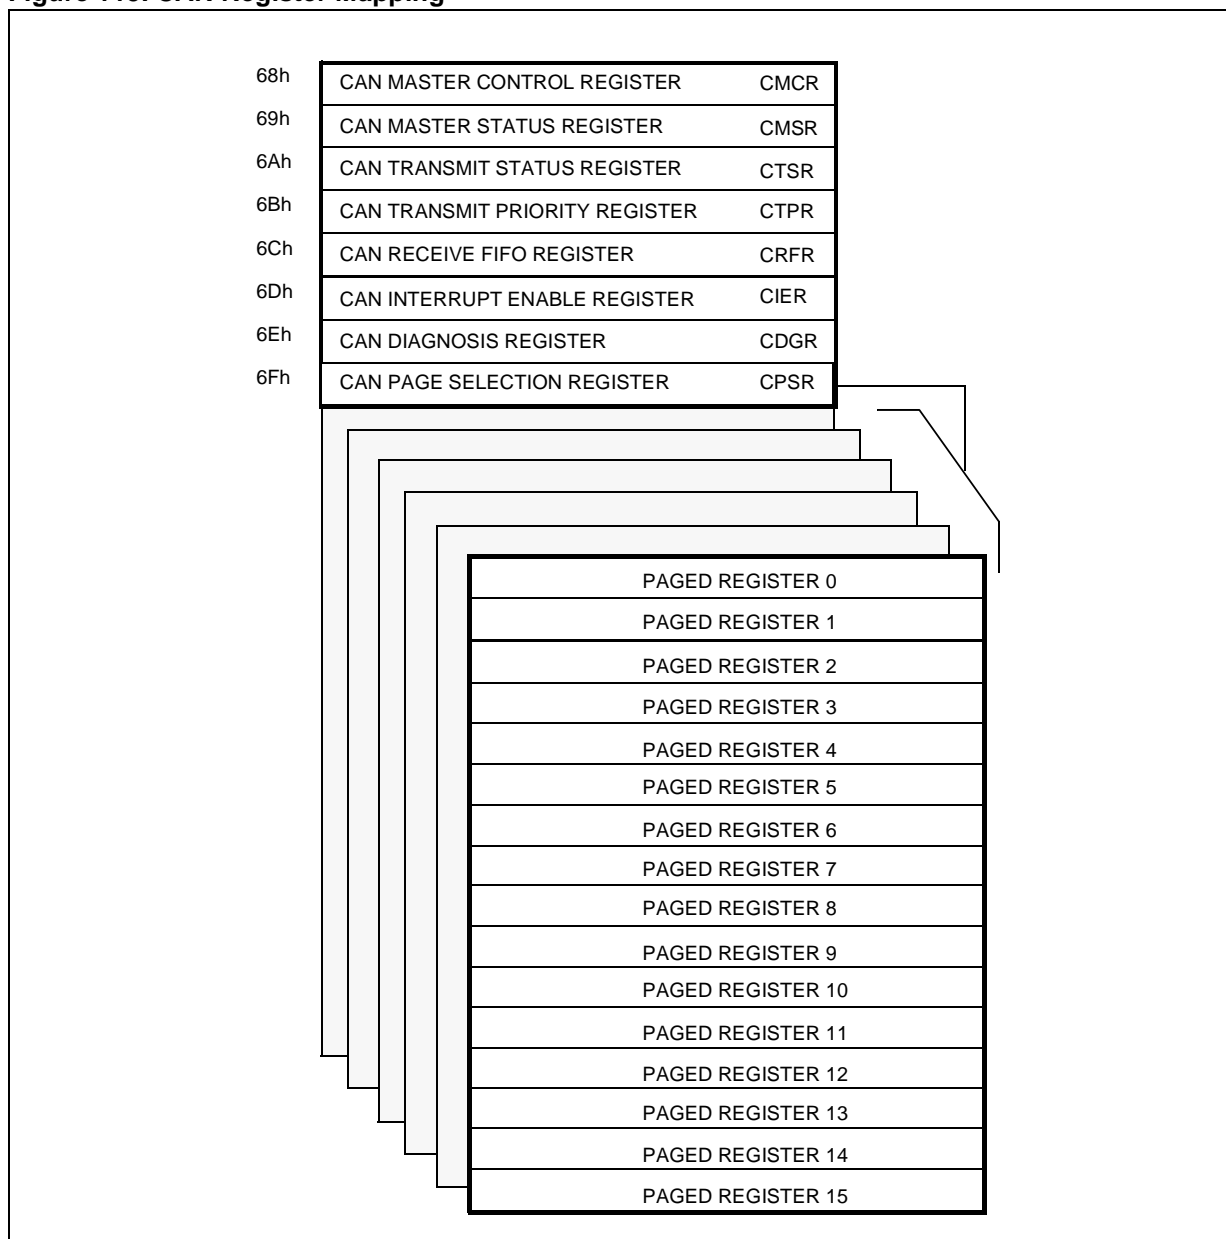 68h CAN MASTER CONTROL REGISTER CMCR
69h CAN MASTER STATUS REGISTER CMSR
6Ah CAN TRANSMIT STATUS REGISTER CTSR
6Bh CAN TRANSMIT PRIORITY REGISTER CTPR
6Ch CAN RECEIVE FIFO REGISTER CRFR
6Dh CAN INTERRUPT ENABLE REGISTER CIER
6Eh CAN DIAGNOSIS REGISTER CDGR
6Fh CAN PAGE SELECTION REGISTER CPSR
PAGED REGISTER 0
PAGED REGISTER 1
PAGED REGISTER 2
PAGED REGISTER 3
PAGED REGISTER 4
PAGED REGISTER 5
PAGED REGISTER 6
PAGED REGISTER 7
PAGED REGISTER 8
PAGED REGISTER 9
PAGED REGISTER 10
PAGED REGISTER 11
PAGED REGISTER 12
PAGED REGISTER 13
PAGED REGISTER 14
PAGED REGISTER 15